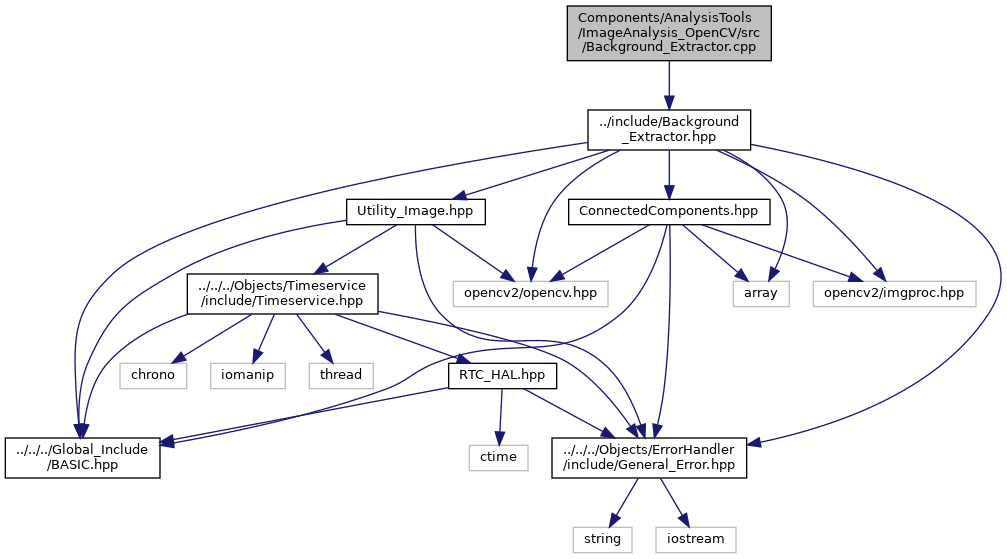 Components/AnalysisTools
/ImageAnalysis_OpenCV/src
/Background_Extractor.cpp
../include/Background
_Extractor.hpp
Utility_Image.hpp
ConnectedComponents.hpp
../../../Objects/Timeservice
/include/Timeservice.hpp
opencv2/opencv.hpp
array
opencv2/imgproc.hpp
chrono
iomanip
thread
RTC_HAL.hpp
../../../Global_Include
/BASIC.hpp
ctime
../../../Objects/ErrorHandler
/include/General_Error.hpp
string
iostream